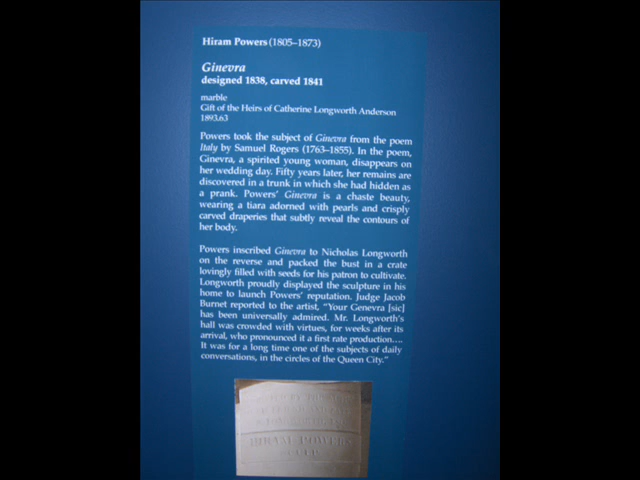 Hiram Powers (1805–1873)
Ginevra
designed 1838, carved 1841
marble
Gift of the Heirs of Catherine Longworth Anderson
1893.63
Powers took the subject of Ginevra from the poem
Italy by Samuel Rogers (1763–1855). In the poem,
Ginevra, a spirited young woman, disappears on
her wedding day. Fifty years later, her remains are
discovered in a trunk in which she had hidden as
a prank. Powers' Ginevra is a chaste beauty,
wearing a tiara adorned with pearls and crisply
carved draperies that subtly reveal the contours of
her body.
Powers inscribed Ginevra to Nicholas Longworth
on the reverse and packed the bust in a crate
lovingly filled with seeds for his patron to cultivate.
Longworth proudly displayed the sculpture in his
home to launch Powers' reputation. Judge Jacob
Burnet reported to the artist, "Your Genevra [sic]
has been universally admired. Mr. Longworth's
hall was crowded with virtues, for weeks after its
arrival, who pronounced it a first rate production....
It was for a long time one of the subjects of daily
conversations, in the circles of the Queen City."
HIRAM POWERS